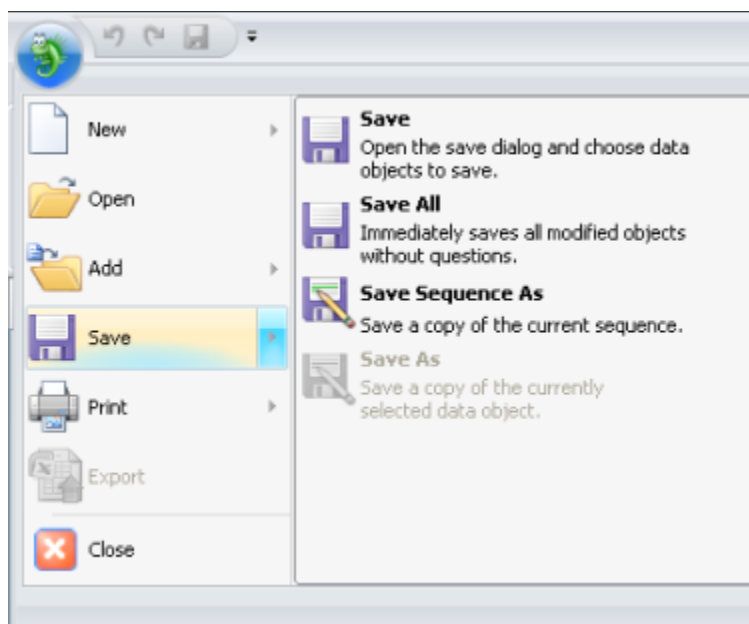 New
Open
Add
Save
Print
Export
Close
Save
Open the save dialog and choose data
objects to save.
Save All
Immediately saves all modified objects
without questions.
Save Sequence As
Save a copy of the current sequence.
Save As
Save a copy of the currently
selected data object.